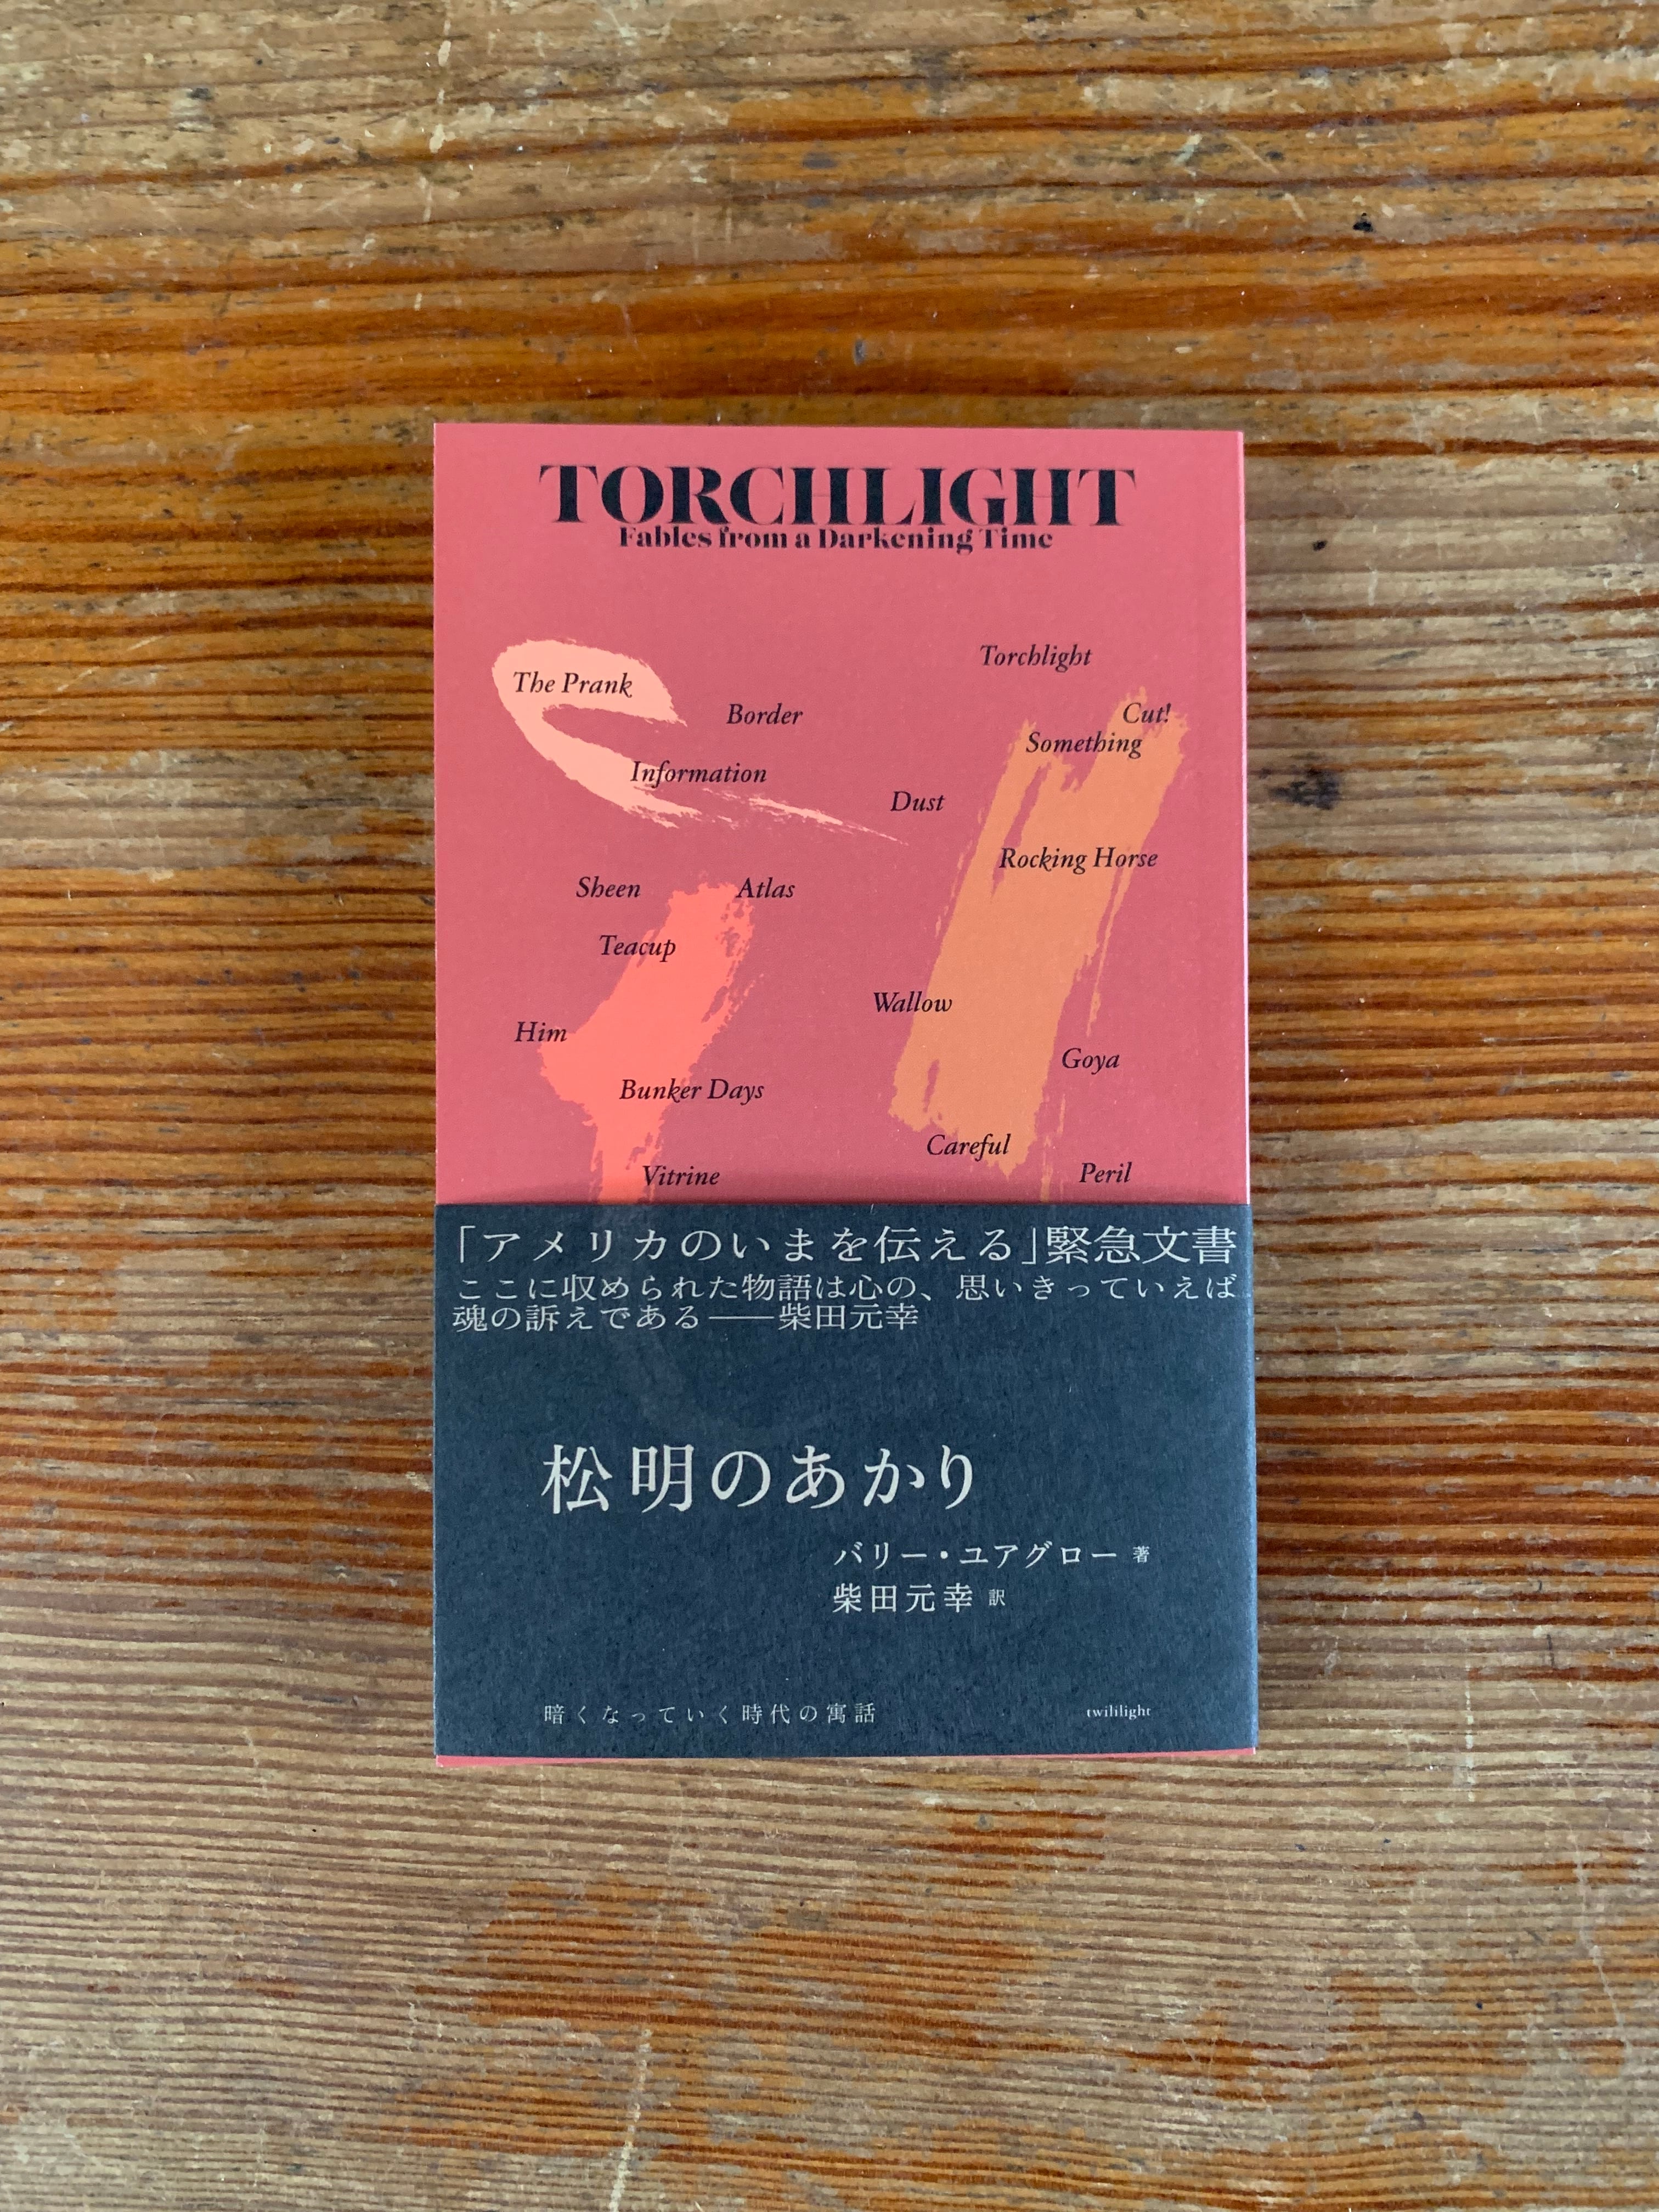 TORCHLIGHT
Fables from a Darkening Time
Torchlight
The Prank
Border
Cut!
Something
Information
Dust
Rocking Horse
Sheen
Atlas
Teacup
Wallow
Him
Goya
Bunker Days
Careful
Vitrine
Peril
「アメリカのいまを伝える」緊急文書
ここに収められた物語は心の、思いきっていえば
魂の訴えである――柴田元幸
松明のあかり
バリー・ユアグロー 著
柴田元幸 訳
暗くなっていく時代の寓話
twililight